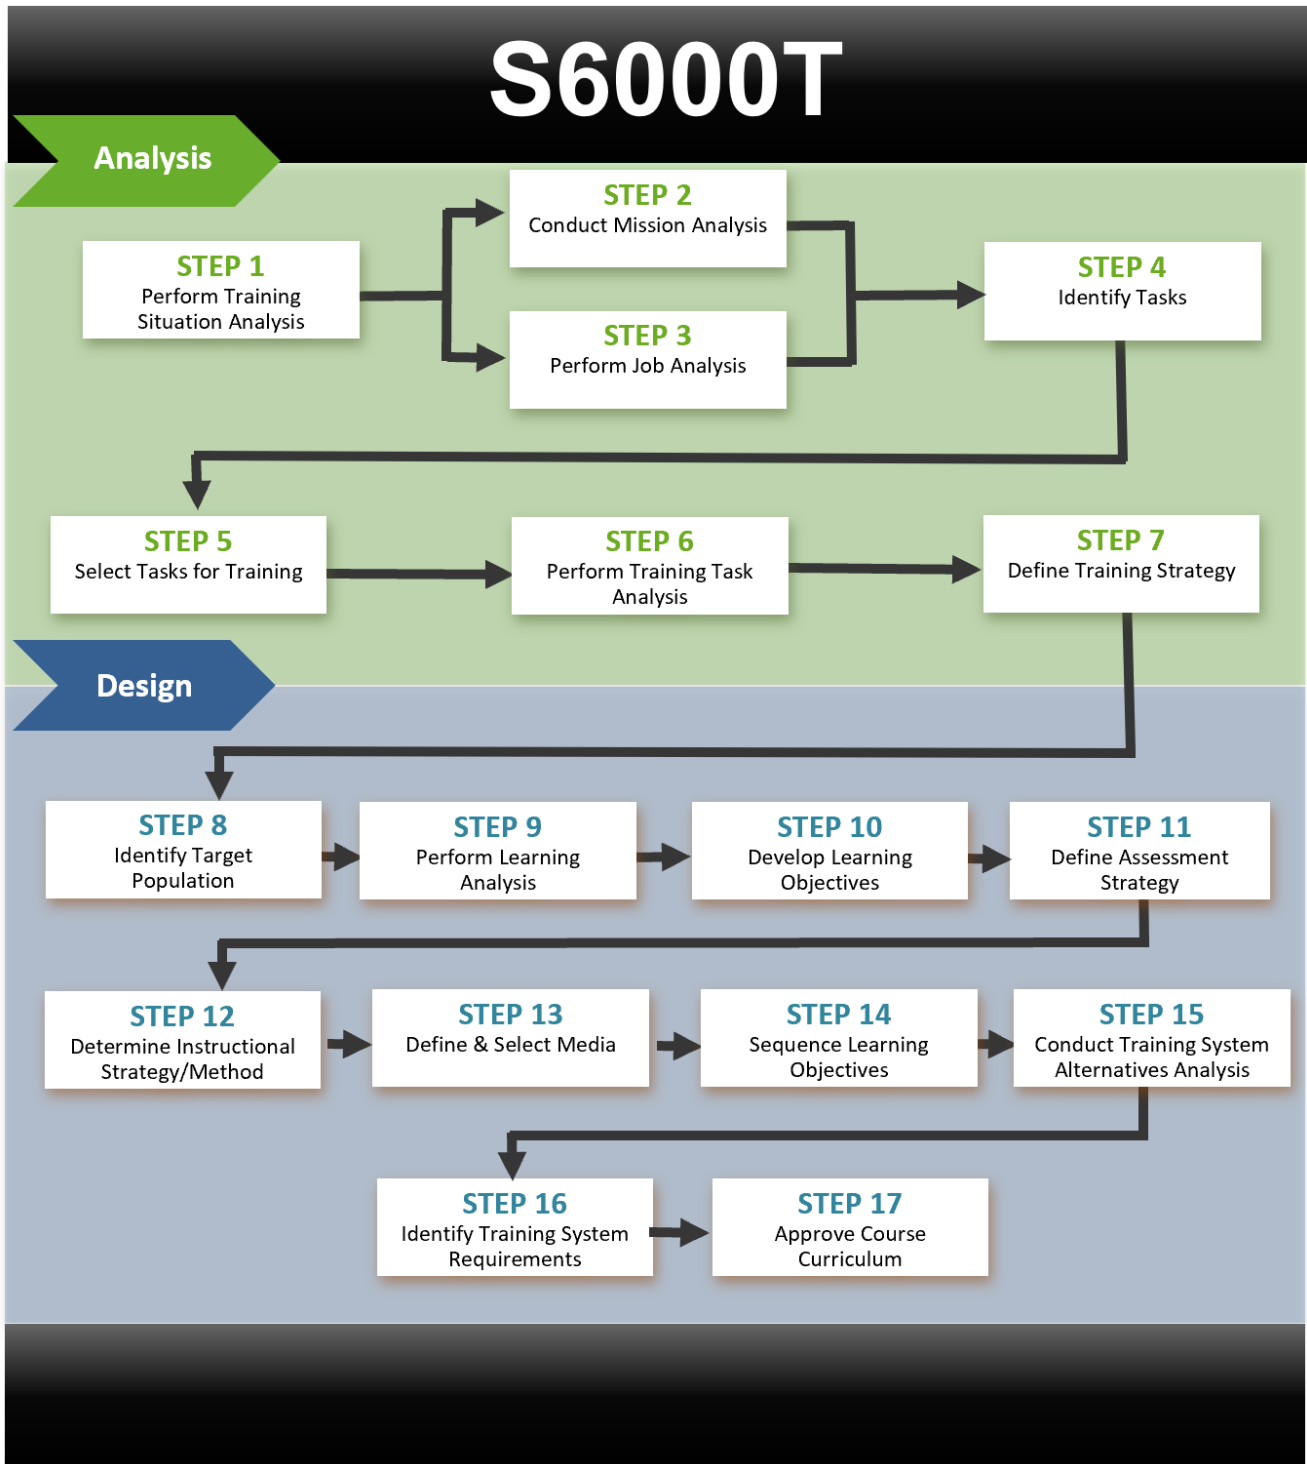 S6000T
Analysis
STEP 1
Perform Training
Situation Analysis
STEP 2
Conduct Mission Analysis
STEP 3
Perform Job Analysis
STEP 4
Identify Tasks
STEP 5
Select Tasks for Training
STEP 6
Perform Training Task
Analysis
STEP 7
Define Training Strategy
Design
STEP 8
Identify Target
Population
STEP 9
Perform Learning
Analysis
STEP 10
Develop Learning
Objectives
STEP 11
Define Assessment
Strategy
STEP 12
Determine Instructional
Strategy/Method
STEP 13
Define & Select Media
STEP 14
Sequence Learning
Objectives
STEP 15
Conduct Training System
Alternatives Analysis
STEP 16
Identify Training System
Requirements
STEP 17
Approve Course
Curriculum